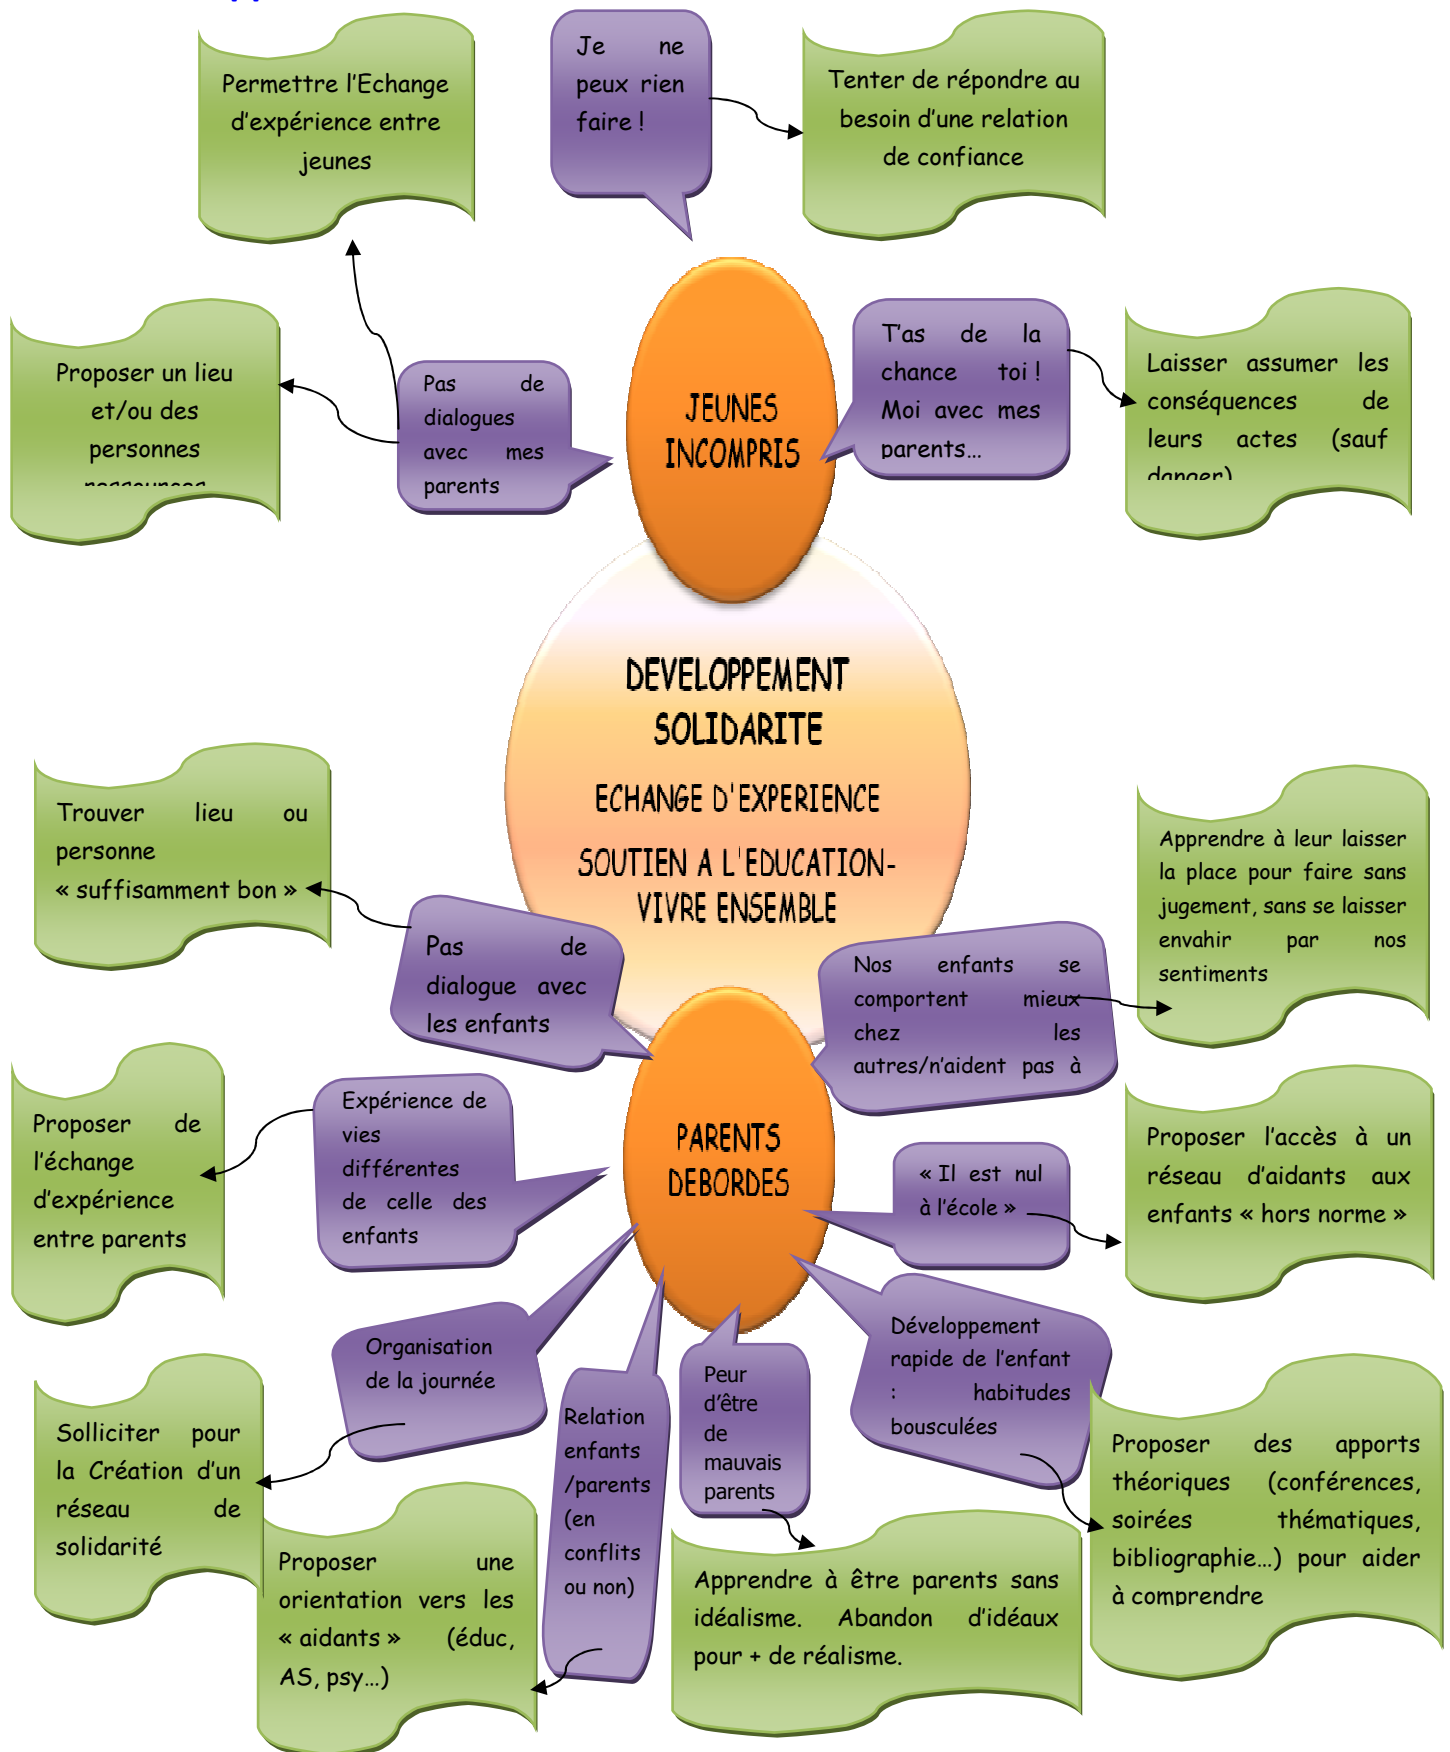 Permettre l'Echange
d'expérience entre
jeunes
Je ne
peux rien
faire !
Tenter de répondre au
besoin d'une relation
de confiance
Proposer un lieu
et/ou des
personnes
ressources
Pas de
dialogues
avec mes
parents
JEUNES
INCOMPRIS
T'as de la
chance toi !
Moi avec mes
parents…
Laisser assumer les
conséquences de
leurs actes (sauf
danger)
DEVELOPPEMENT
SOLIDARITE
ECHANGE D'EXPERIENCE
SOUTIEN A L'EDUCATION-
VIVRE ENSEMBLE
Trouver lieu ou
personne
« suffisamment bon »
Pas de
dialogue avec
les enfants
Nos enfants se
comportent mieux
chez les
autres/n'aident pas à
Apprendre à leur laisser
la place pour faire sans
jugement, sans se laisser
envahir par nos
sentiments
Proposer de
l'échange
d'expérience
entre parents
Expérience de
vies
différentes
de celle des
enfants
PARENTS
DEBORDES
« Il est nul
à l'école »
Proposer l'accès à un
réseau d'aidants aux
enfants « hors norme »
Organisation
de la journée
Solliciter pour
la Création d'un
réseau de
solidarité
Relation
enfants
/parents
(en
conflits
ou non)
Proposer une
orientation vers les
« aidants » (éduc,
AS, psy…)
Peur
d'être
de
mauvais
parents
Apprendre à être parents sans
idéalisme. Abandon d'idéaux
pour + de réalisme.
Développement
rapide de l'enfant
: habitudes
bousculées
Proposer des apports
théoriques (conférences,
soirées thématiques,
bibliographie…) pour aider
à comprendre